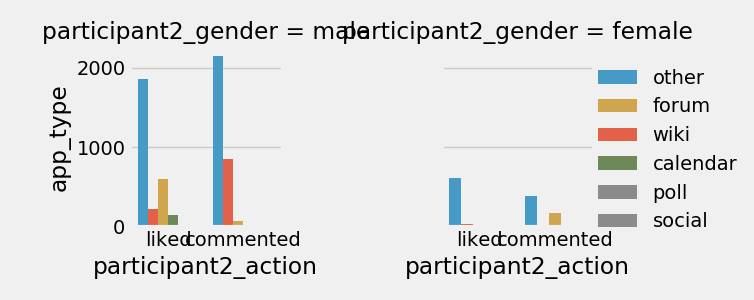 participant2_gender = male
participant2_gender = female
app_type
2000
1000
0
liked
commented
participant2_action
liked
commented
participant2_action
other
forum
wiki
calendar
poll
social